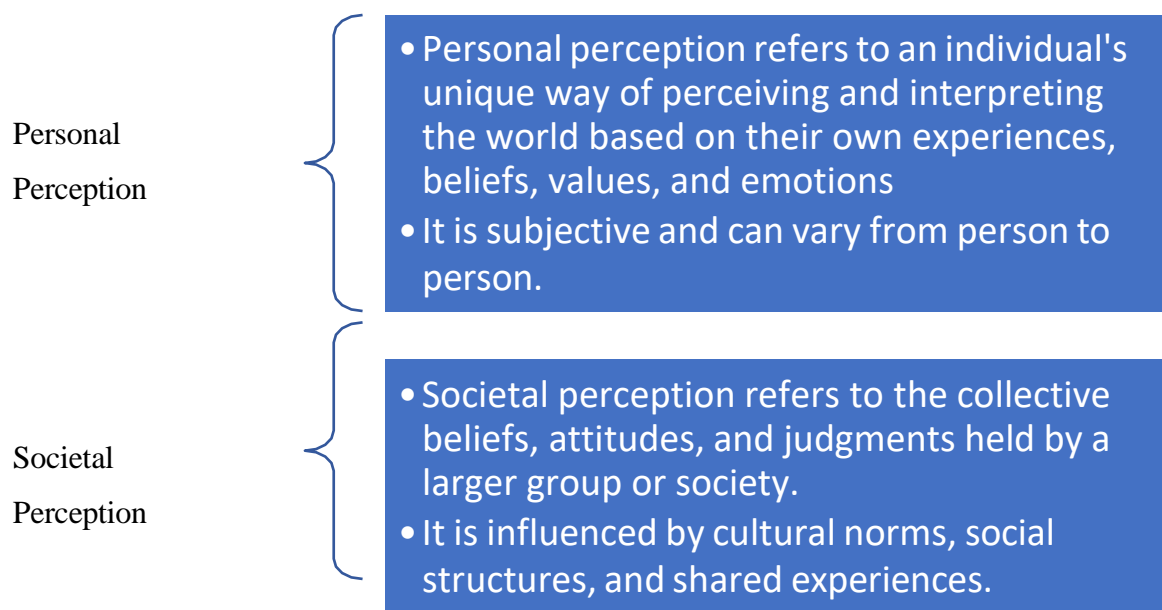 Personal
Perception
• Personal perception refers to an individual's
unique way of perceiving and interpreting
the world based on their own experiences,
beliefs, values, and emotions
• It is subjective and can vary from person to
person.
Societal
Perception
• Societal perception refers to the collective
beliefs, attitudes, and judgments held by a
larger group or society.
• It is influenced by cultural norms, social
structures, and shared experiences.